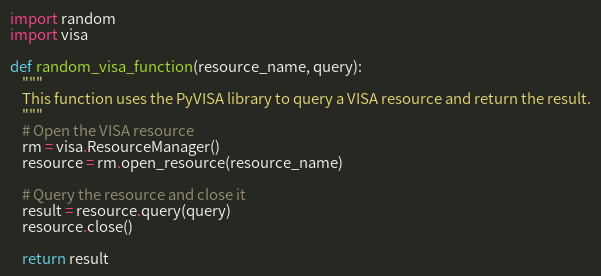 import random
import visa

def random_visa_function(resource_name, query):
    """
    This function uses the PyVISA library to query a VISA resource and return the result.
    """
    # Open the VISA resource
    rm = visa.ResourceManager()
    resource = rm.open_resource(resource_name)

    # Query the resource and close it
    result = resource.query(query)
    resource.close()

    return result